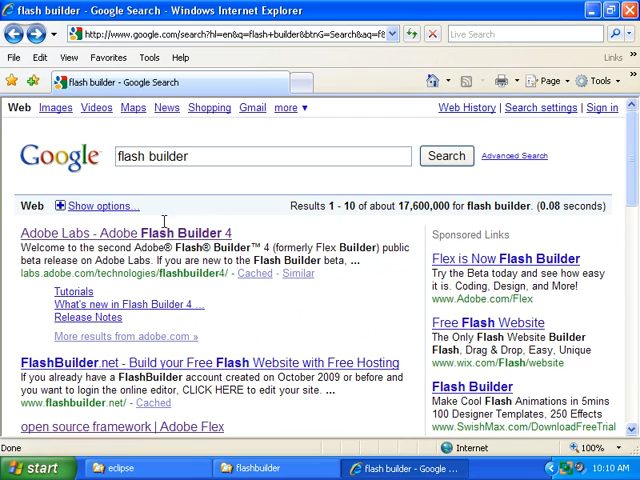 flash builder - Google Search - Windows Internet Explorer
http://www.google.com/search?hl=en&q=flash+builder&btnG=Search&aq=f&
Live Search
File Edit View Favorites Tools Help
Links »
flash builder - Google Search
Page Tools »
Web Images Videos Maps News Shopping Gmail more ▼
Web History | Search settings | Sign in
Google
flash builder
Search
Advanced Search
Web Show options...
Results 1 - 10 of about 17,600,000 for flash builder. (0.08 seconds)
Adobe Labs - Adobe Flash Builder 4
Welcome to the second Adobe® Flash® Builder™ 4 (formerly Flex Builder) public
beta release on Adobe Labs. If you are new to the Flash Builder beta, ...
labs.adobe.com/technologies/flashbuilder4/ - Cached - Similar
Tutorials
What's new in Flash Builder 4 ...
Release Notes
More results from adobe.com »
FlashBuilder.net - Build your Free Flash Website with Free Hosting
If you already have a FlashBuilder account created on October 2009 or before and
you want to login the online editor, CLICK HERE to edit your site. ...
www.flashbuilder.net/ - Cached
open source framework | Adobe Flex
Sponsored Links
Flex is Now Flash Builder
Try the Beta today and see how easy
it is. Coding, Design, and More!
www.Adobe.com/Flex
Free Flash Website
The Only Flash Website Builder
Flash, Drag & Drop, Easy, Unique
www.wix.com/Flash/website
Flash Builder
Make Cool Flash Animations in 5mins
100 Designer Templates, 250 Effects
www.SwishMax.com/DownloadFreeTrial
Done
Internet
100%
start
eclipse
flashbuilder
flash builder - Google ...
10:10 AM